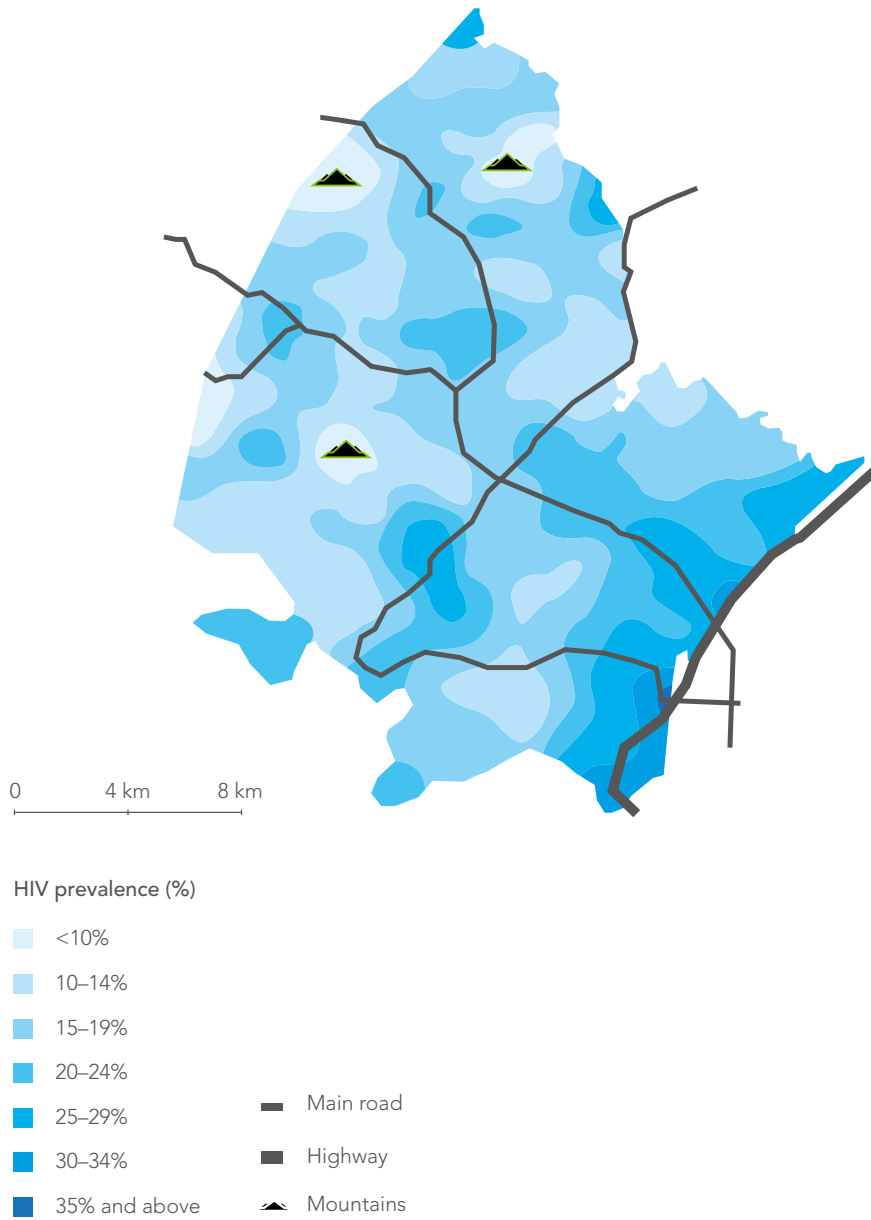 0 4 km 8 km
HIV prevalence (%)
<10%
10–14%
15–19%
20–24%
25–29%
30–34%
35% and above
Main road
Highway
Mountains